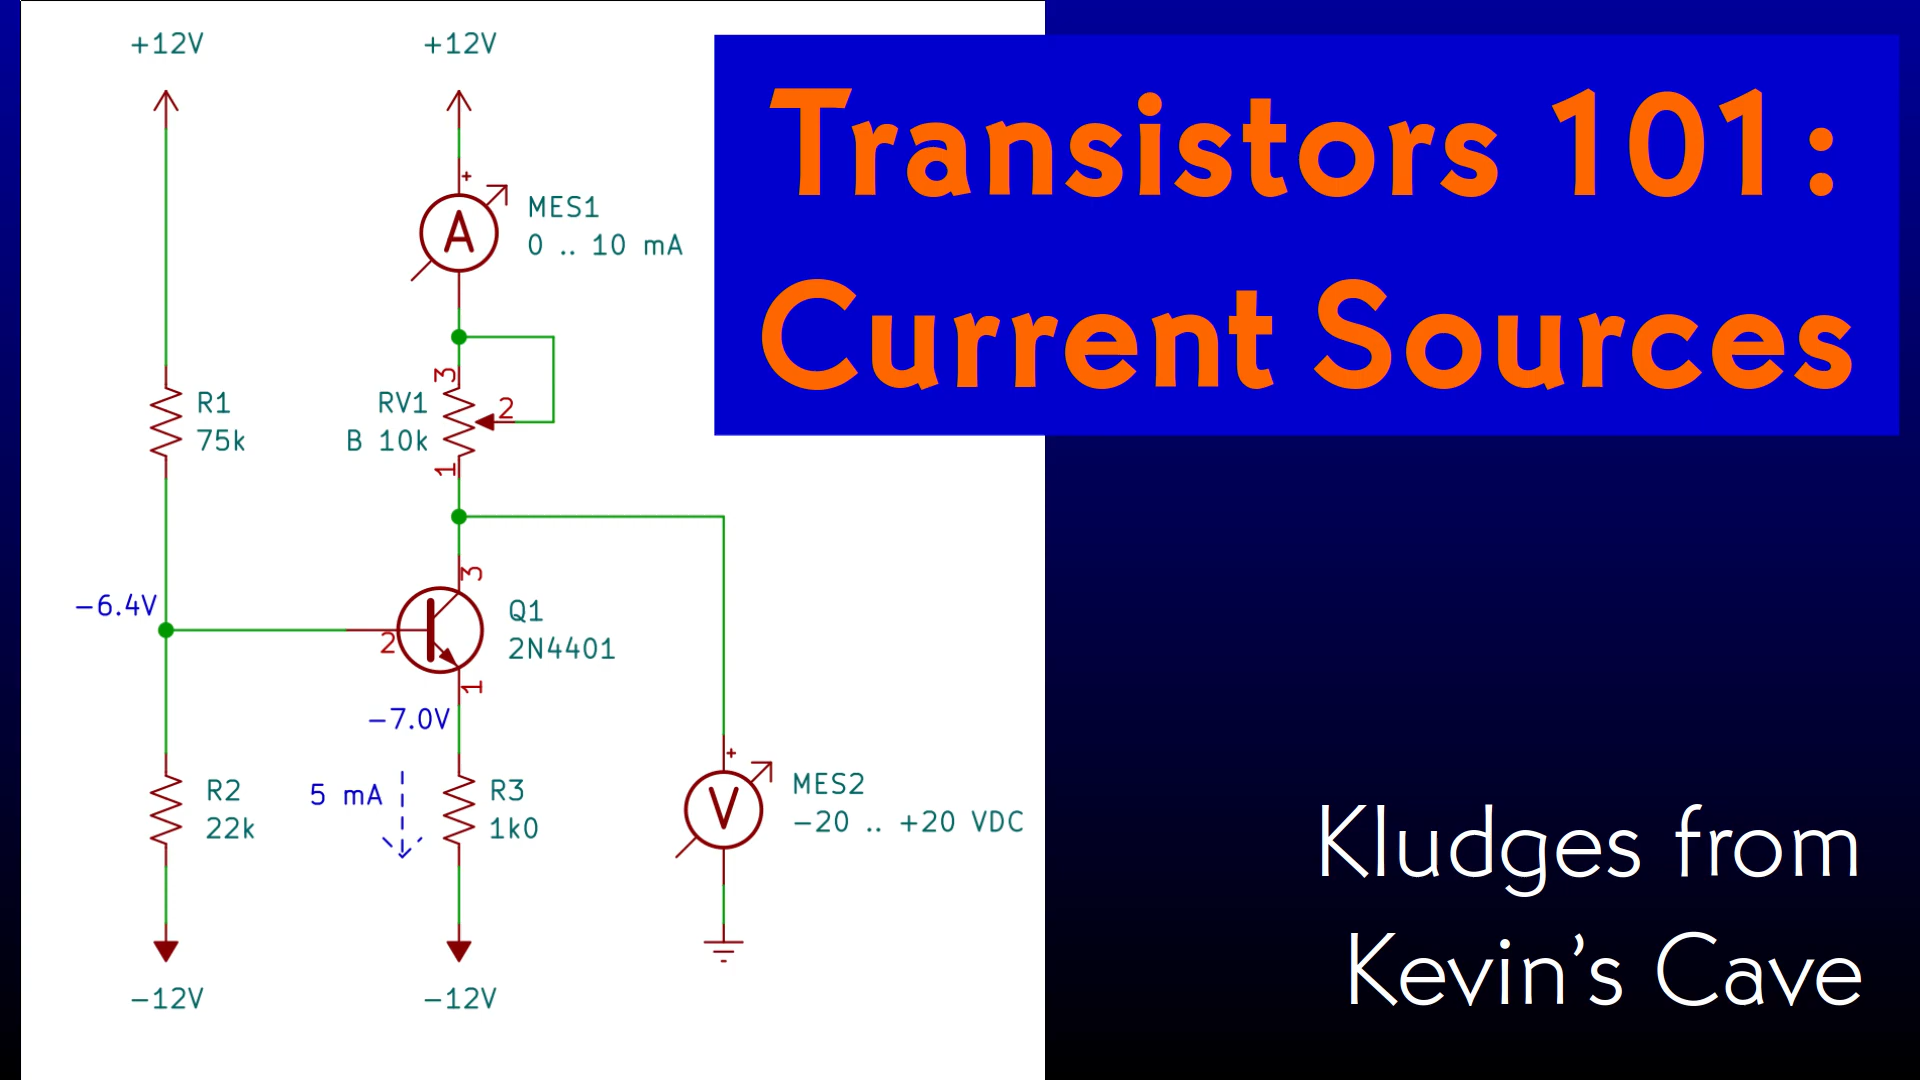 +12V
+12V
Transistors 101:
Current Sources
+
A
MES1
0 .. 10 mA
3
R1
75k
RV1
B 10k
2
1
3
-6.4V
2
Q1
2N4401
1
-7.0V
+
V
MES2
-20 .. +20 VDC
R2
22k
5 mA
R3
1k0
-12V
-12V
Kludges from
Kevin’s Cave